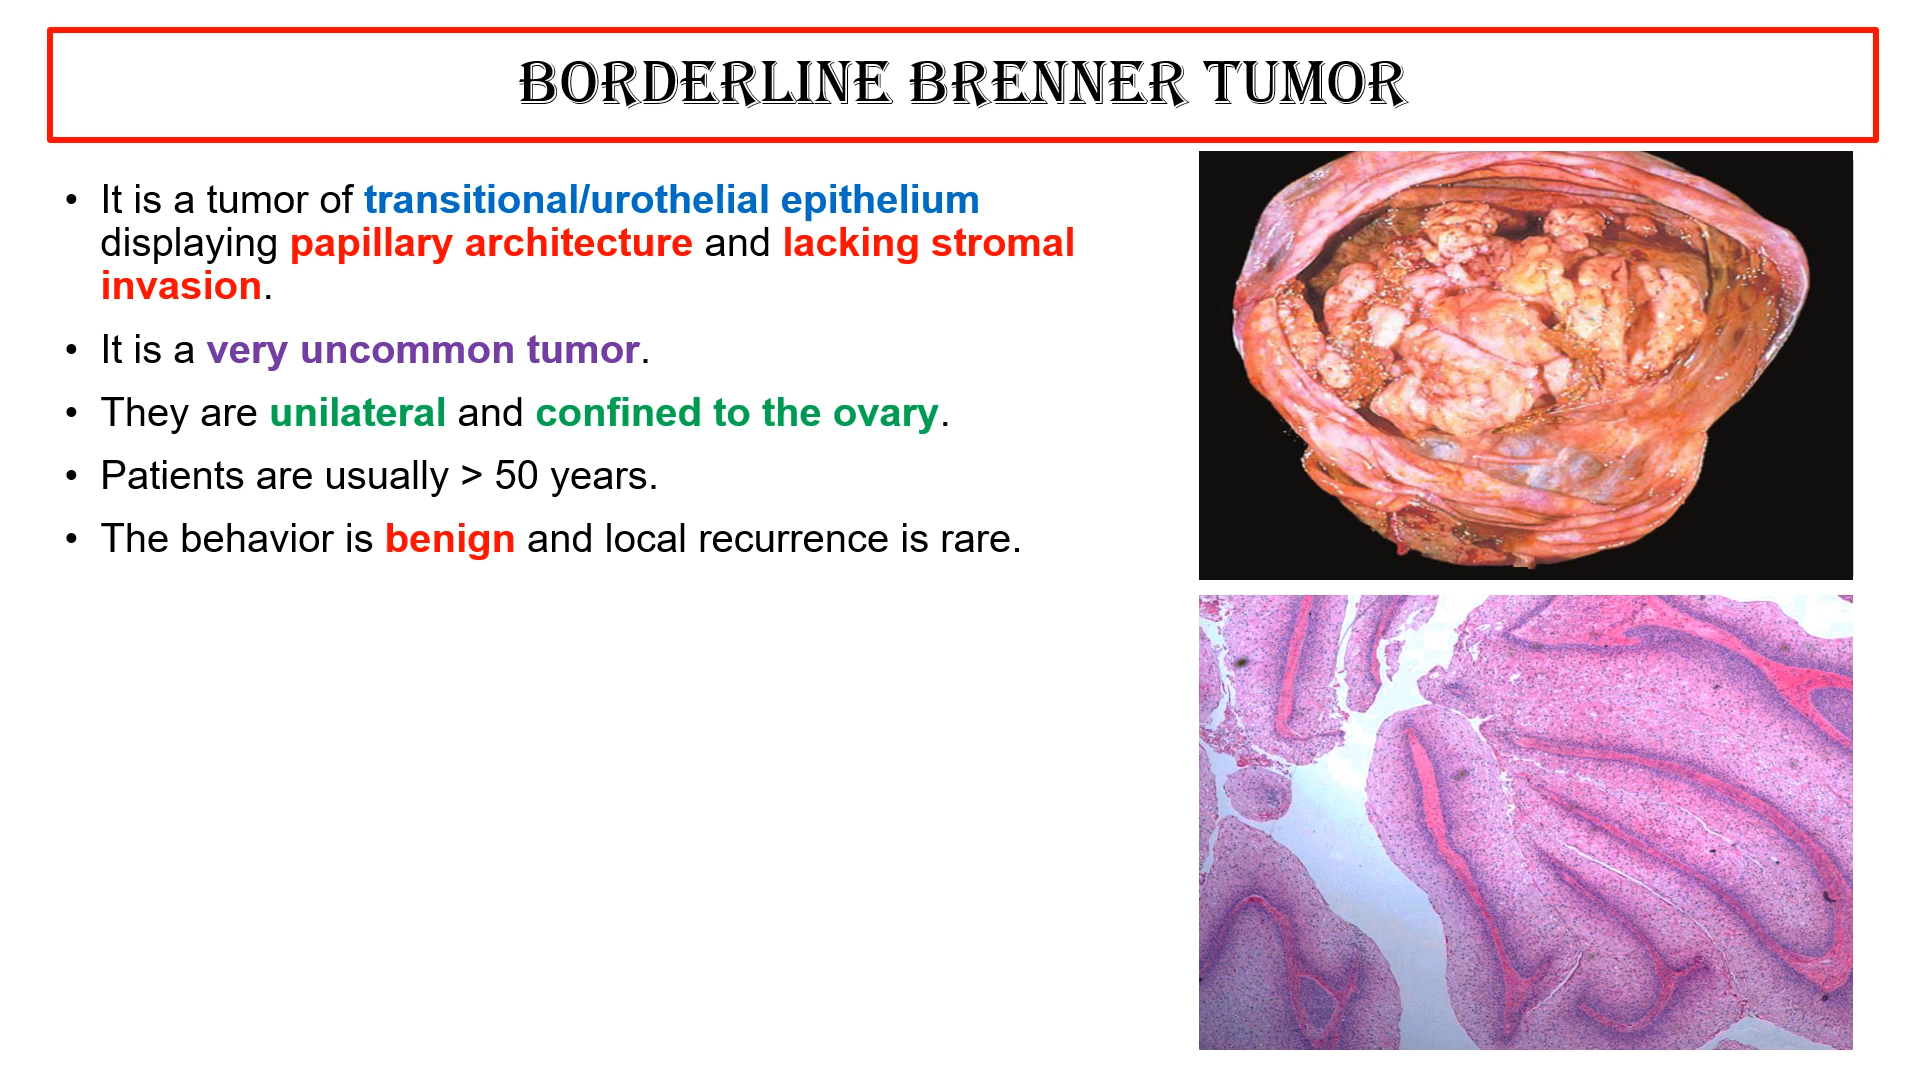 BORDERLINE BRENNER TUMOR
• It is a tumor of transitional/urothelial epithelium
displaying papillary architecture and lacking stromal
invasion.
• It is a very uncommon tumor.
• They are unilateral and confined to the ovary.
• Patients are usually > 50 years.
• The behavior is benign and local recurrence is rare.